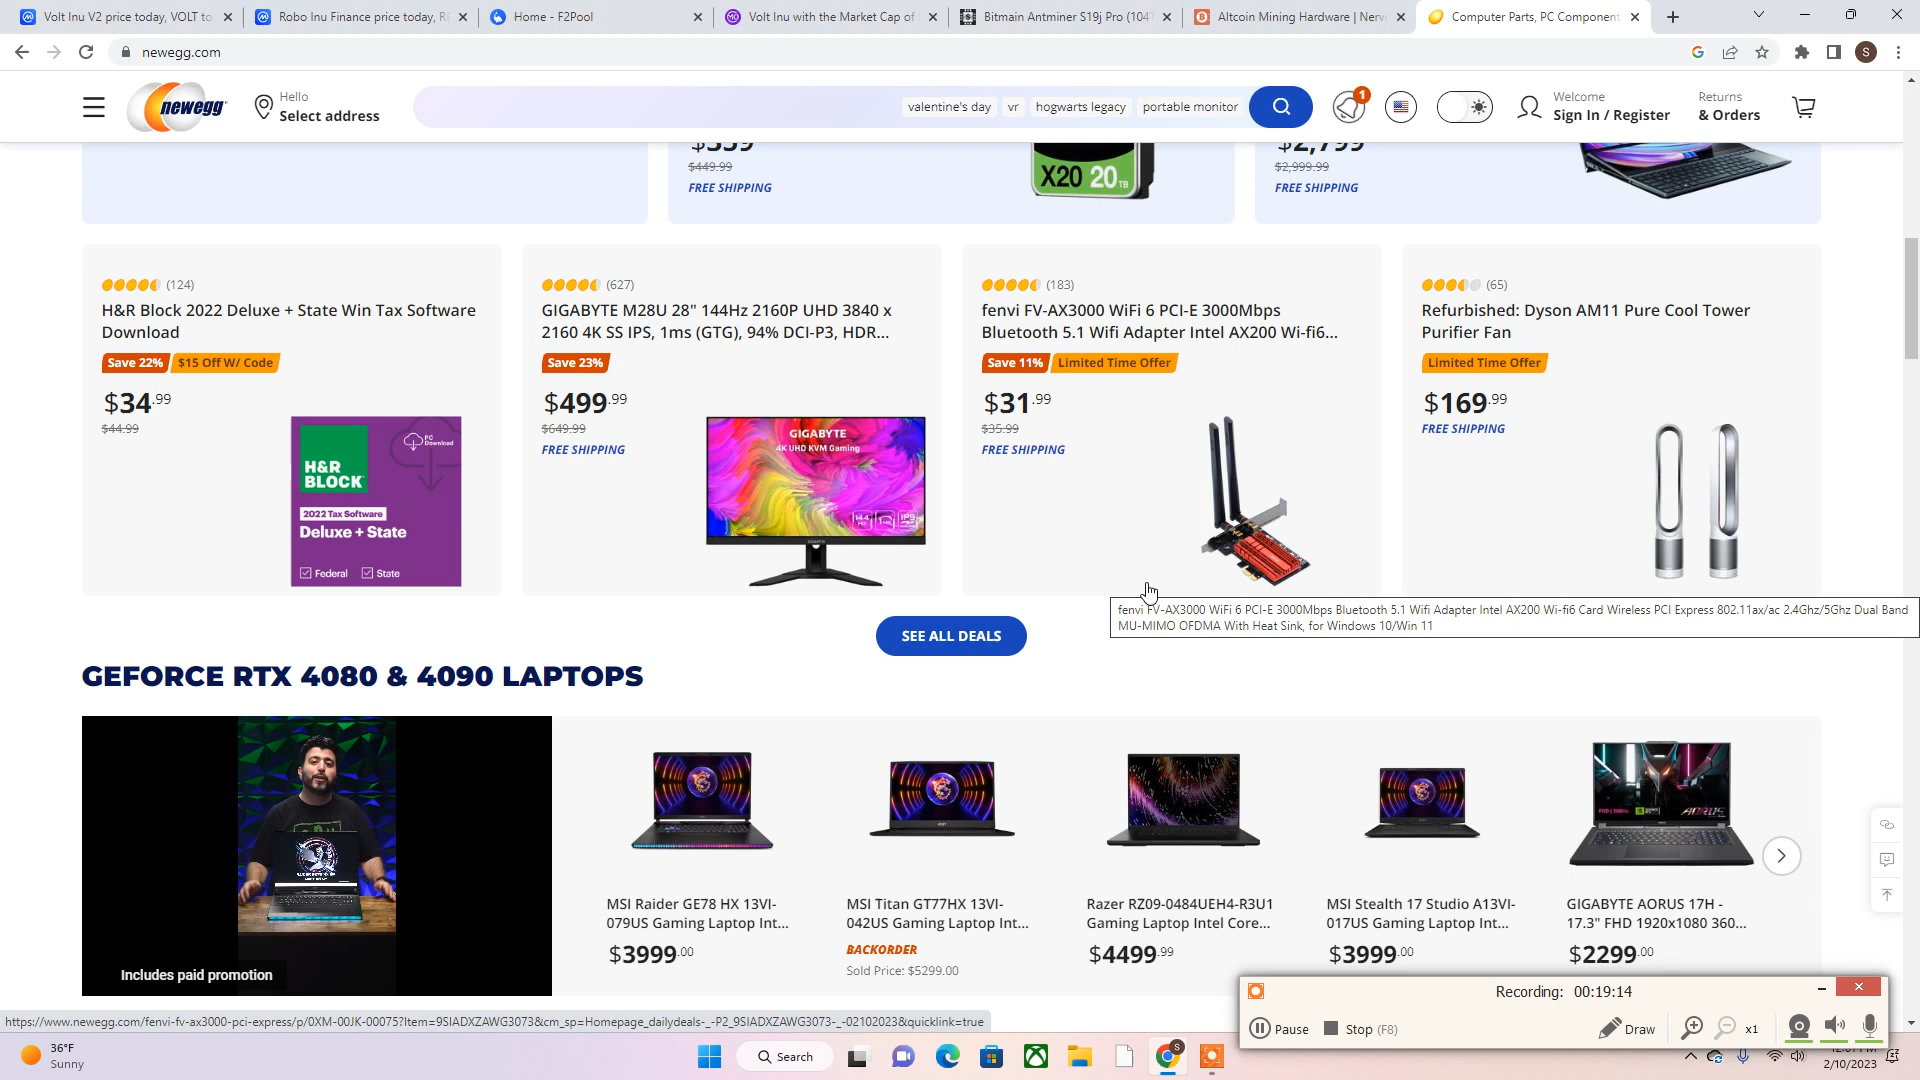 Volt Inu V2 price today, VOLT to
Robo Inu Finance price today, R
Home - F2Pool
Volt Inu with the Market Cap of
Bitmain Antminer S19j Pro (104T
Altcoin Mining Hardware | Nerv
Computer Parts, PC Component
newegg.com
S
newegg
Hello
Select address
valentine's day
vr
hogwarts legacy
portable monitor
1
Welcome
Sign In / Register
Returns
& Orders
$449.99
FREE SHIPPING
X20 20TB
$2,799
$2,999.99
FREE SHIPPING
(124)
H&R Block 2022 Deluxe + State Win Tax Software
Download
Save 22%
$15 Off W/ Code
$34.99
$44.99
H&R
BLOCK
PC
Download
2022 Tax Software
Deluxe + State
Federal
State
(627)
GIGABYTE M28U 28" 144Hz 2160P UHD 3840 x
2160 4K SS IPS, 1ms (GTG), 94% DCI-P3, HDR...
Save 23%
$499.99
$649.99
FREE SHIPPING
GIGABYTE
4K UHD KVM Gaming
(183)
fenvi FV-AX3000 WiFi 6 PCI-E 3000Mbps
Bluetooth 5.1 Wifi Adapter Intel AX200 Wi-fi6...
Save 11%
Limited Time Offer
$31.99
$35.99
FREE SHIPPING
(65)
Refurbished: Dyson AM11 Pure Cool Tower
Purifier Fan
Limited Time Offer
$169.99
FREE SHIPPING
fenvi FV-AX3000 WiFi 6 PCI-E 3000Mbps Bluetooth 5.1 Wifi Adapter Intel AX200 Wi-fi6 Card Wireless PCI Express 802.11ax/ac 2.4Ghz/5Ghz Dual Band
MU-MIMO OFDMA With Heat Sink, for Windows 10/Win 11
SEE ALL DEALS
GEFORCE RTX 4080 & 4090 LAPTOPS
Includes paid promotion
MSI Raider GE78 HX 13VI-
079US Gaming Laptop Int...
$3999.00
MSI Titan GT77HX 13VI-
042US Gaming Laptop Int...
BACKORDER
Sold Price: $5299.00
Razer RZ09-0484UEH4-R3U1
Gaming Laptop Intel Core...
$4499.99
MSI Stealth 17 Studio A13VI-
017US Gaming Laptop Int...
$3999.00
GIGABYTE AORUS 17H -
17.3" FHD 1920x1080 360...
$2299.00
https://www.newegg.com/fenvi-fv-ax3000-pci-express/p/0XM-00JK-00075?Item=9SIADXZAWG3073&cm_sp=Homepage_dailydeals-_-P2_9SIADXZAWG3073-_-02102023&quicklink=true
Recording: 00:19:14
Pause
Stop (F8)
Draw
x1
36°F
Sunny
Search
S
2/10/2023